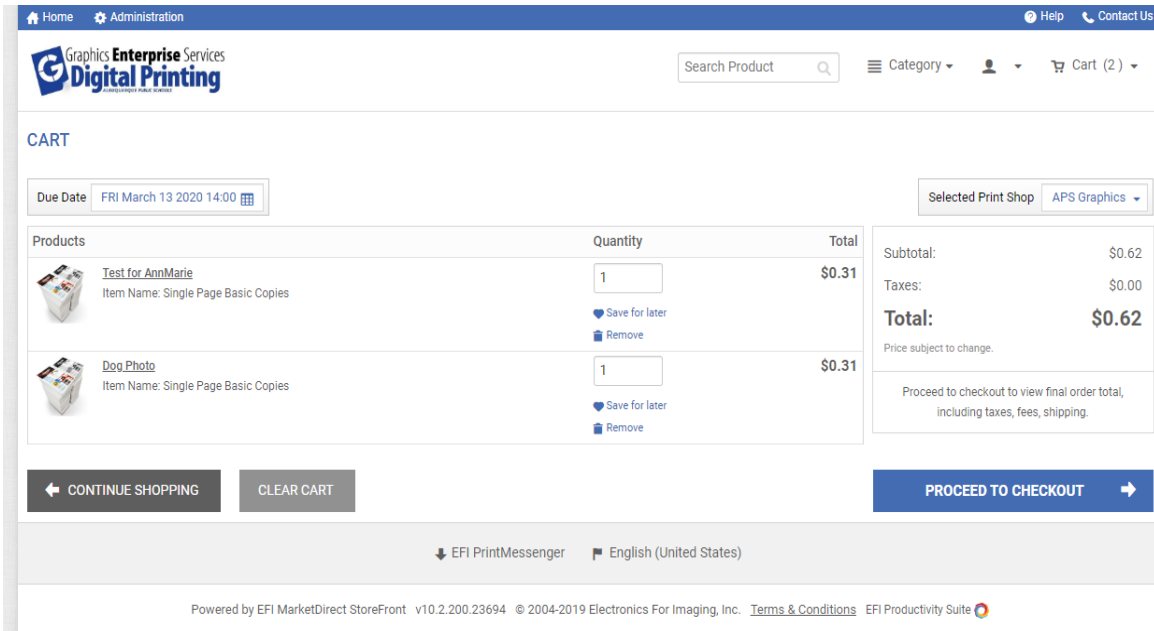 Home Administration Help Contact Us
Graphics Enterprise Services
Digital Printing
ALBUQUERQUE PUBLIC SCHOOLS
Search Product Category Cart (2)
CART
Due Date FRI March 13 2020 14:00 Selected Print Shop APS Graphics
Products Quantity Total
Test for AnnMarie 1 $0.31
Item Name: Single Page Basic Copies
Save for later
Remove
Dog Photo 1 $0.31
Item Name: Single Page Basic Copies
Save for later
Remove
Subtotal: $0.62
Taxes: $0.00
Total: $0.62
Price subject to change.
Proceed to checkout to view final order total,
including taxes, fees, shipping.
CONTINUE SHOPPING CLEAR CART PROCEED TO CHECKOUT
EFI PrintMessenger English (United States)
Powered by EFI MarketDirect StoreFront v10.2.200.23694 © 2004-2019 Electronics For Imaging, Inc. Terms & Conditions EFI Productivity Suite